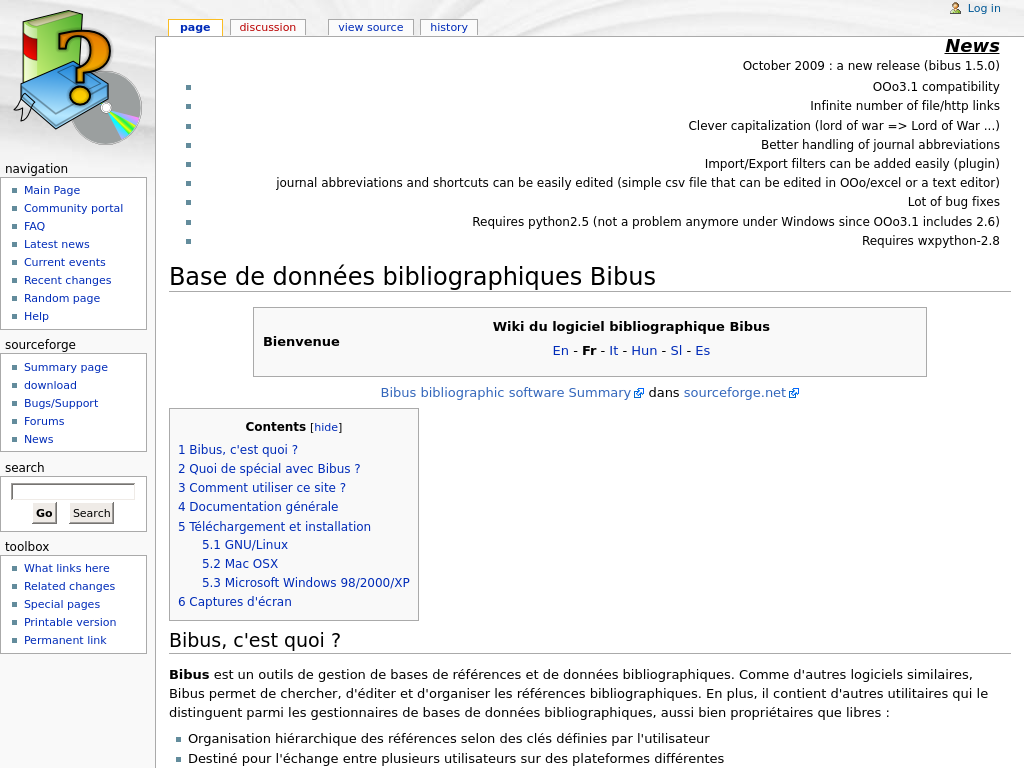 Log in
page
discussion
view source
history
News
October 2009 : a new release (bibus 1.5.0)
OOo3.1 compatibility
Infinite number of file/http links
Clever capitalization (lord of war => Lord of War ...)
Better handling of journal abbreviations
Import/Export filters can be added easily (plugin)
journal abbreviations and shortcuts can be easily edited (simple csv file that can be edited in OOo/excel or a text editor)
Lot of bug fixes
Requires python2.5 (not a problem anymore under Windows since OOo3.1 includes 2.6)
Requires wxpython-2.8
navigation
Main Page
Community portal
FAQ
Latest news
Current events
Recent changes
Random page
Help
sourceforge
Summary page
download
Bugs/Support
Forums
News
search
Go Search
toolbox
What links here
Related changes
Special pages
Printable version
Permanent link
Base de données bibliographiques Bibus
Bienvenue
Wiki du logiciel bibliographique Bibus
En - Fr - It - Hun - Sl - Es
Bibus bibliographic software Summary dans sourceforge.net
Contents [hide]
1 Bibus, c'est quoi ?
2 Quoi de spécial avec Bibus ?
3 Comment utiliser ce site ?
4 Documentation générale
5 Téléchargement et installation
5.1 GNU/Linux
5.2 Mac OSX
5.3 Microsoft Windows 98/2000/XP
6 Captures d'écran
Bibus, c'est quoi ?
Bibus est un outils de gestion de bases de références et de données bibliographiques. Comme d'autres logiciels similaires,
Bibus permet de chercher, d'éditer et d'organiser les références bibliographiques. En plus, il contient d'autres utilitaires qui le
distinguent parmi les gestionnaires de bases de données bibliographiques, aussi bien propriétaires que libres :
Organisation hiérarchique des références selon des clés définies par l'utilisateur
Destiné pour l'échange entre plusieurs utilisateurs sur des plateformes différentes